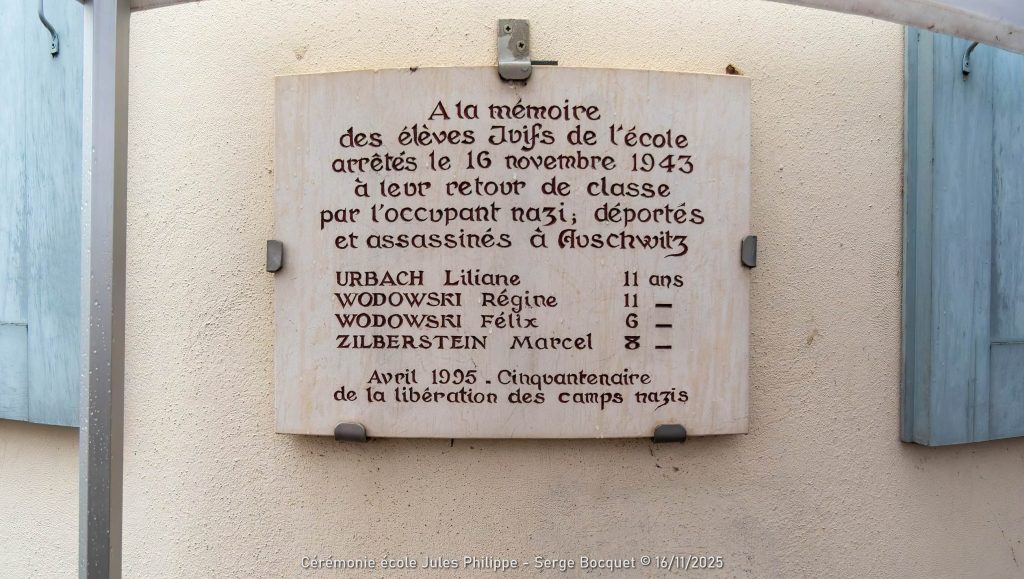 A la mémoire
des élèves Juifs de l'école
arrêtés le 16 novembre 1943
à leur retour de classe
par l'occupant nazi, déportés
et assassinés à Auschwitz
URBACH Liliane 11 ans
WODOWSKI Régine 11 —
WODOWSKI Félix 6 —
ZILBERSTEIN Marcel 8 —
Avril 1995 - Cinquantenaire
de la libération des camps nazis
Cérémonie école Jules Philippe - Serge Bocquet © 16/11/2025